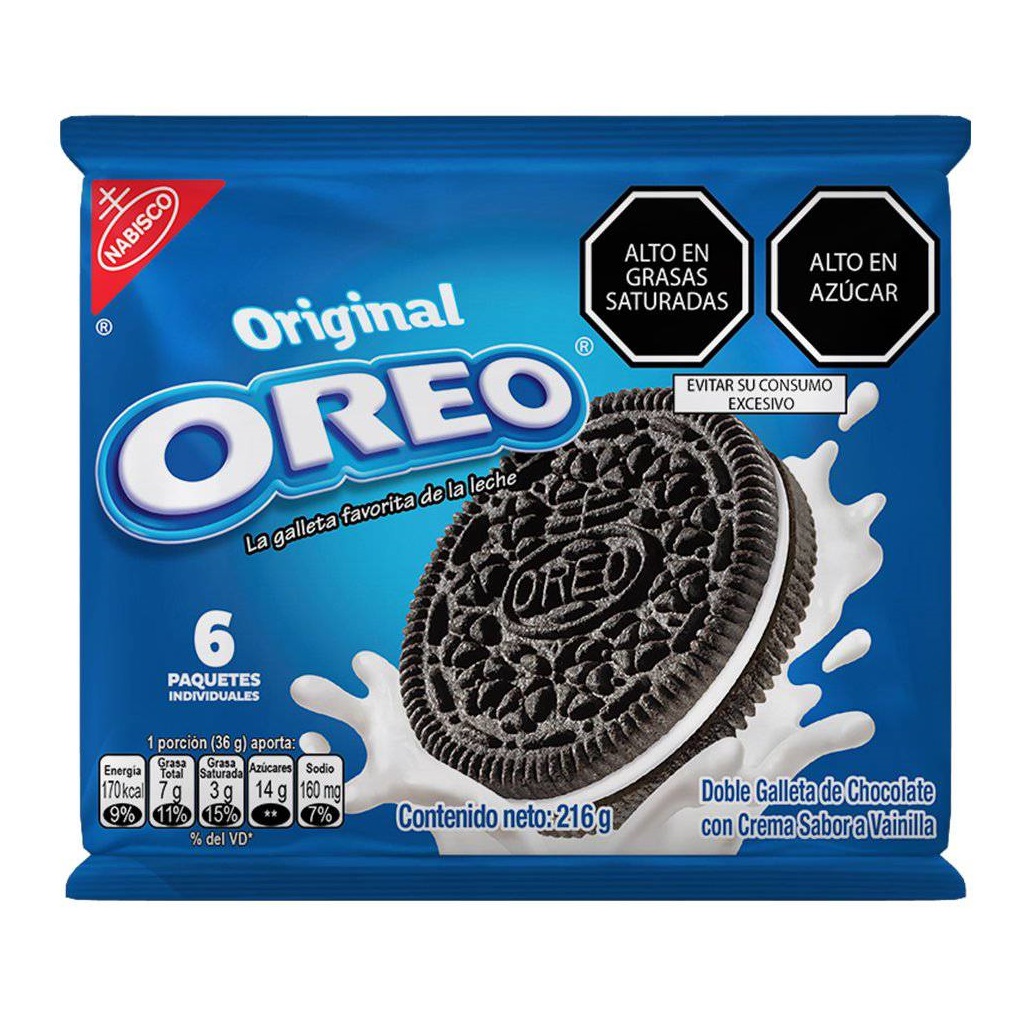 NABISCO
®
Original
OREO
®
La galleta favorita de la leche
ALTO EN
GRASAS
SATURADAS
ALTO EN
AZÚCAR
EVITAR SU CONSUMO
EXCESIVO
OREO
6
PAQUETES
INDIVIDUALES
1 porción (36 g) aporta:
Energía
170 kcal
9%
Grasa
Total
7 g
11%
Grasa
Saturada
3 g
15%
Azúcares
14 g
**
Sodio
160 mg
7%
% del VD*
Contenido neto: 216 g
Doble Galleta de Chocolate
con Crema Sabor a Vainilla